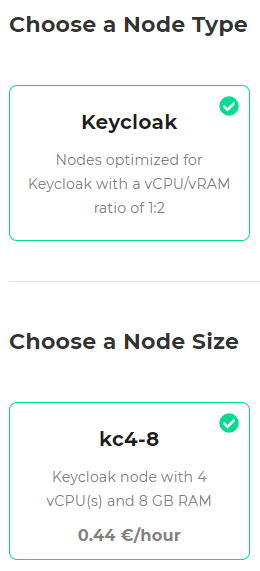 Choose a Node Type
Keycloak
Nodes optimized for
Keycloak with a vCPU/vRAM
ratio of 1:2
Choose a Node Size
kc4-8
Keycloak node with 4
vCPU(s) and 8 GB RAM
0.44 €/hour